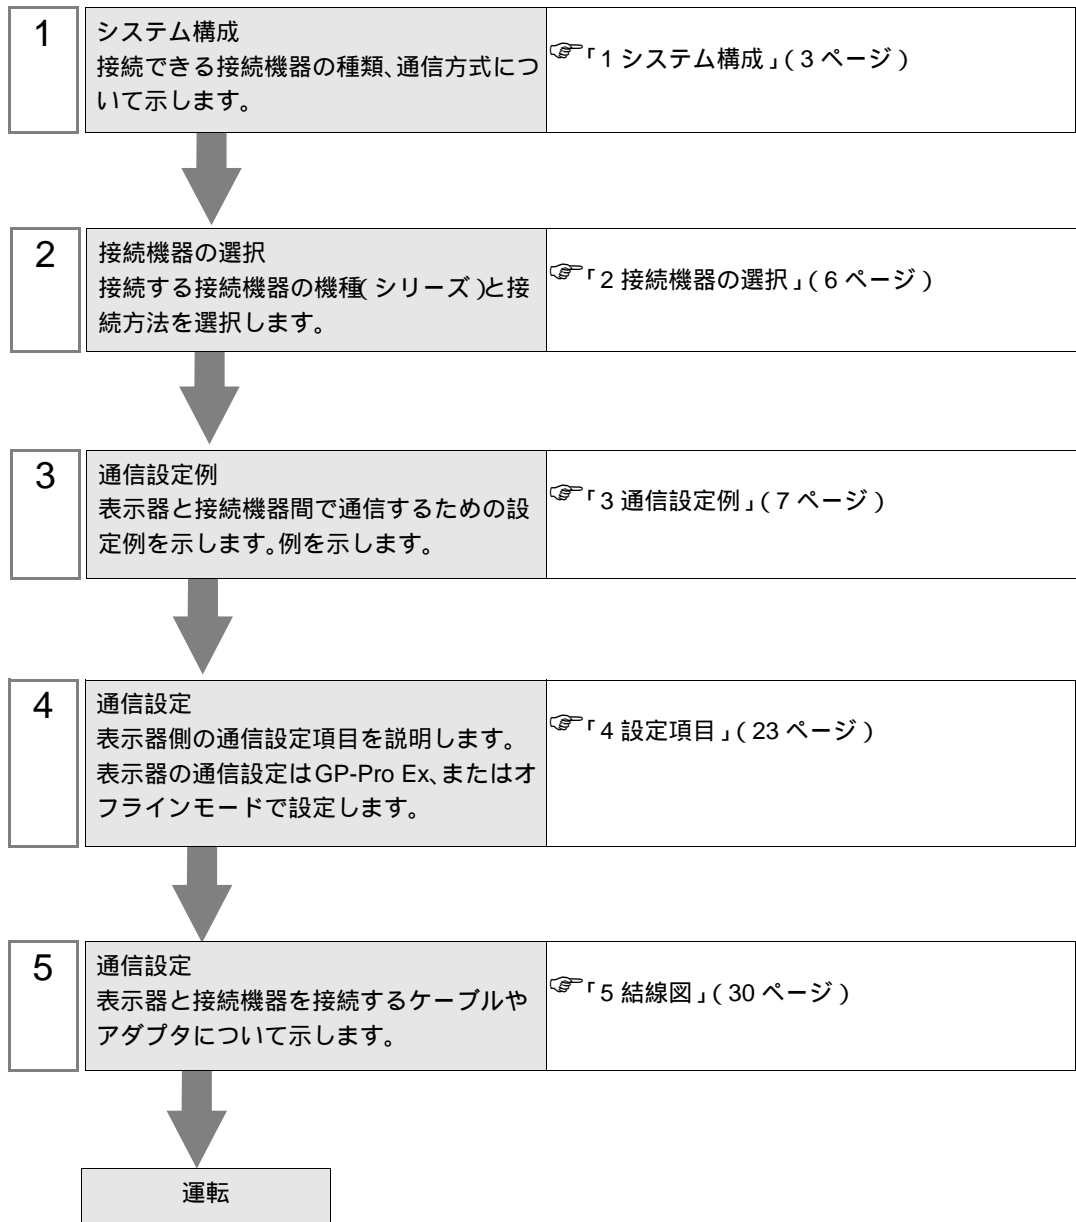 1
システム構成
接続できる接続機器の種類、通信方式につ
いて示します。
☞「1 システム構成」( 3 ページ )
2
接続機器の選択
接続する接続機器の機種( シリーズ )と接
続方法を選択します。
☞「2 接続機器の選択」( 6 ページ )
3
通信設定例
表示器と接続機器間で通信するための設
定例を示します。例を示します。
☞「3 通信設定例」( 7 ページ )
4
通信設定
表示器側の通信設定項目を説明します。
表示器の通信設定はGP-Pro Ex、またはオ
フラインモードで設定します。
☞「4 設定項目」( 23 ページ )
5
通信設定
表示器と接続機器を接続するケーブルや
アダプタについて示します。
☞「5 結線図」( 30 ページ )
運転